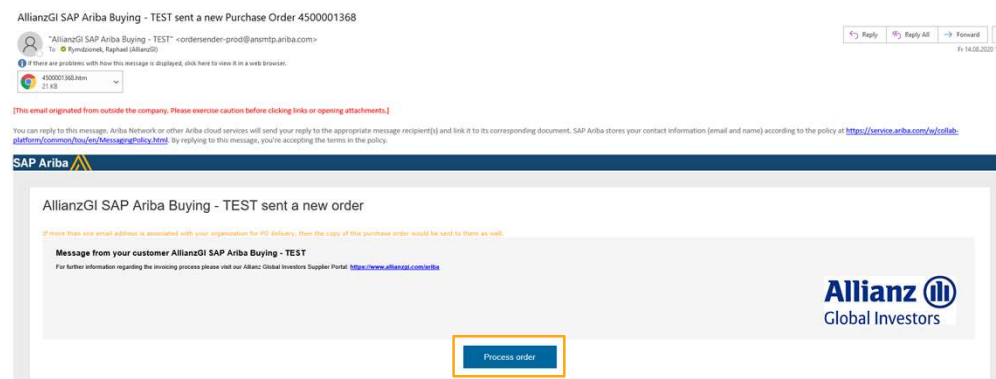 AllianzGI SAP Ariba Buying - TEST sent a new Purchase Order 4500001368
"AllianzGI SAP Ariba Buying - TEST" <ordersender-prod@ansmtp.ariba.com>
To Rymdzionek, Raphael (AllianzGI)
Reply
Reply All
Forward
Fr 14.08.2020
If there are problems with how this message is displayed, click here to view it in a web browser.
4500001368.htm
21 KB
[This email originated from outside the company. Please exercise caution before clicking links or opening attachments.]
You can reply to this message. Ariba Network or other Ariba cloud services will send your reply to the appropriate message recipient(s) and link it to its corresponding document. SAP Ariba stores your contact information (email and name) according to the policy at https://service.ariba.com/w/collab-
platform/common/tou/en/MessagingPolicy.html. By replying to this message, you're accepting the terms in the policy.
SAP Ariba
AllianzGI SAP Ariba Buying - TEST sent a new order
If more than one email address is associated with your organization for PO delivery, then the copy of this purchase order would be sent to them as well.
Message from your customer AllianzGI SAP Ariba Buying - TEST
For further information regarding the invoicing process please visit our Allianz Global Investors Supplier Portal: https://www.allianzgi.com/ariba
Allianz
Global Investors
Process order